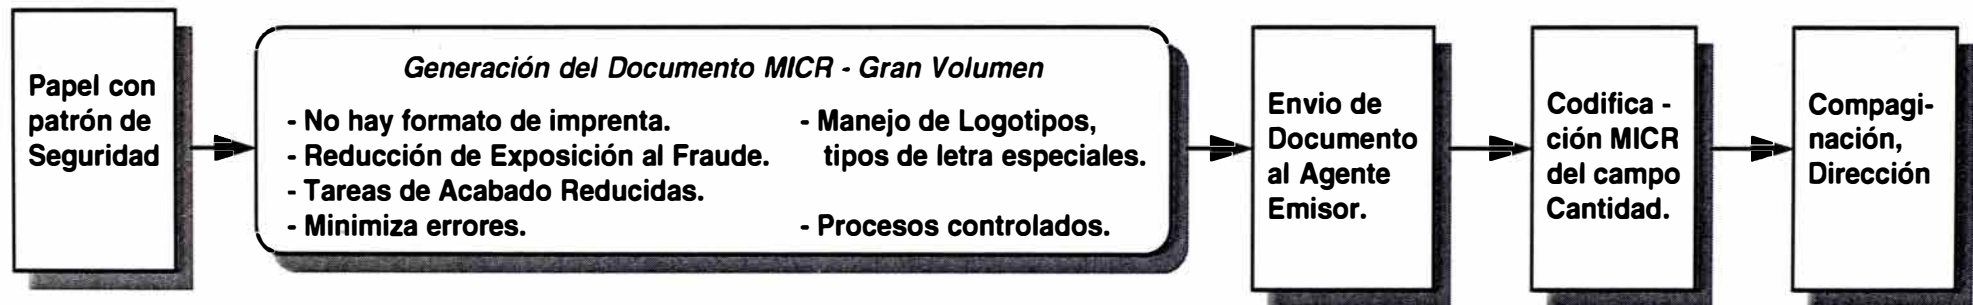 Papel con
patrón de
Seguridad
Generación del Documento MICR - Gran Volumen
- No hay formato de imprenta.
- Reducción de Exposición al Fraude.
- Tareas de Acabado Reducidas.
- Minimiza errores.
- Manejo de Logotipos,
tipos de letra especiales.
- Procesos controlados.
Envio de
Documento
al Agente
Emisor.
Codifica -
ción MICR
del campo
Cantidad.
Compagi-
nación,
Dirección